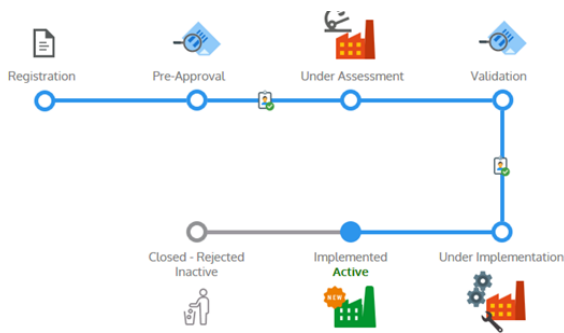 Registration
Pre-Approval
Under Assessment
Validation
Closed - Rejected
Inactive
Implemented
Active
Under Implementation
NEW